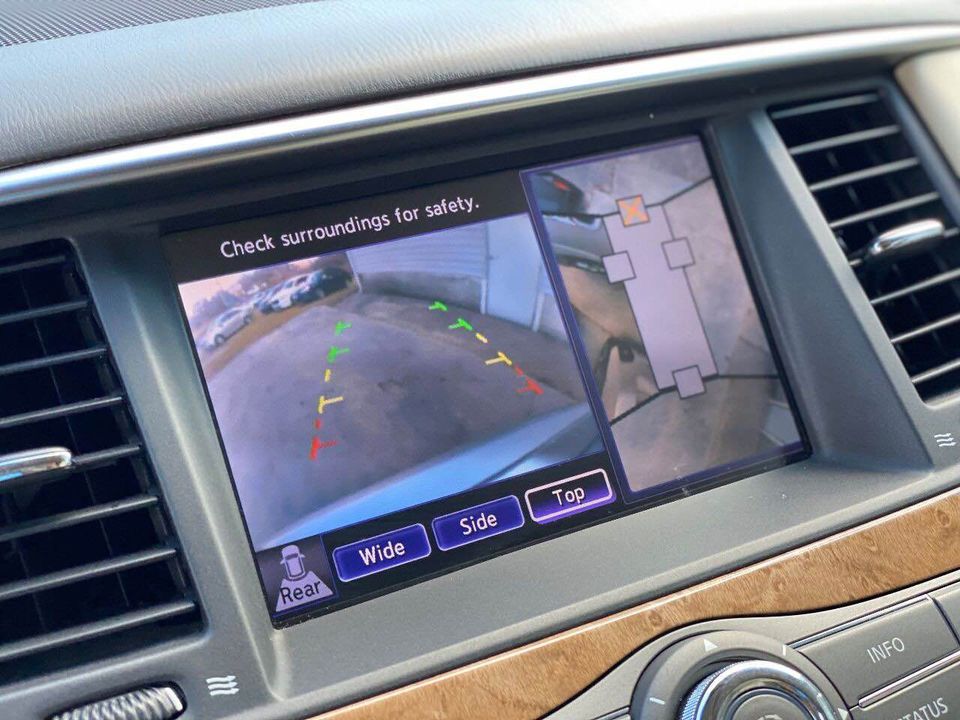 Check surroundings for safety.
Rear
Wide
Side
Top
INFO
STATUS